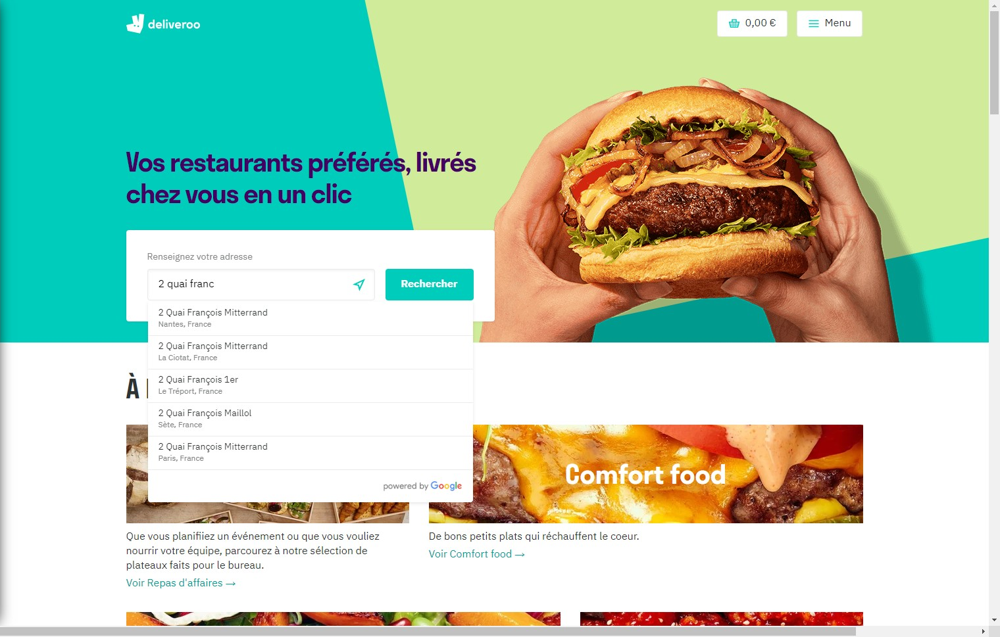 deliveroo
0,00 €
Menu
Vos restaurants préférés, livrés
chez vous en un clic
Renseignez votre adresse
2 quai franc
Rechercher
2 Quai François Mitterrand
Nantes, France
2 Quai François Mitterrand
La Ciotat, France
2 Quai François 1er
Le Tréport, France
2 Quai François Maillol
Sète, France
2 Quai François Mitterrand
Paris, France
powered by Google
À
Comfort food
Que vous planifiiez un événement ou que vous vouliez
nourrir votre équipe, parcourez à notre sélection de
plateaux faits pour le bureau.
Voir Repas d'affaires →
De bons petits plats qui réchauffent le coeur.
Voir Comfort food →